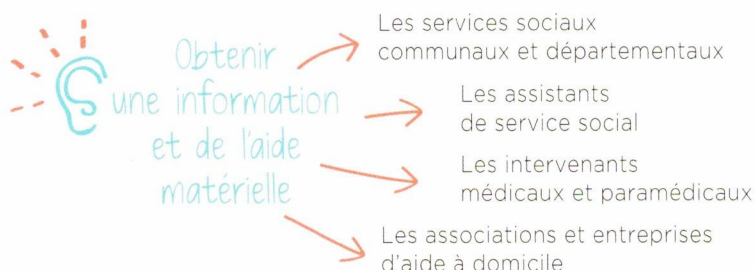 Obtenir
une information
et de l'aide
matérielle
Les services sociaux
communaux et départementaux
Les assistants
de service social
Les intervenants
médicaux et paramédicaux
Les associations et entreprises
d'aide à domicile